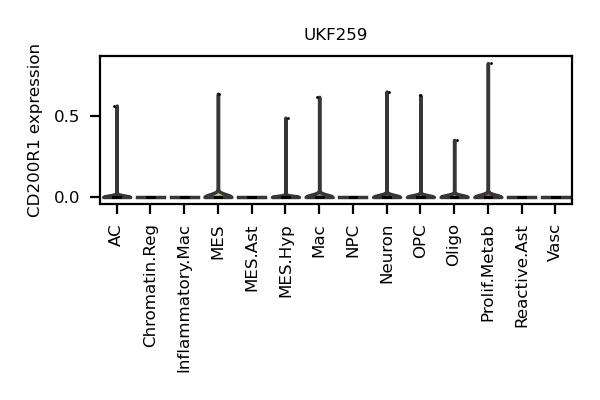 UKF259
CD200R1 expression
0.5
0.0
AC
Chromatin.Reg
Inflammatory.Mac
MES
MES.Ast
MES.Hyp
Mac
NPC
Neuron
OPC
Oligo
Prolif.Metab
Reactive.Ast
Vasc